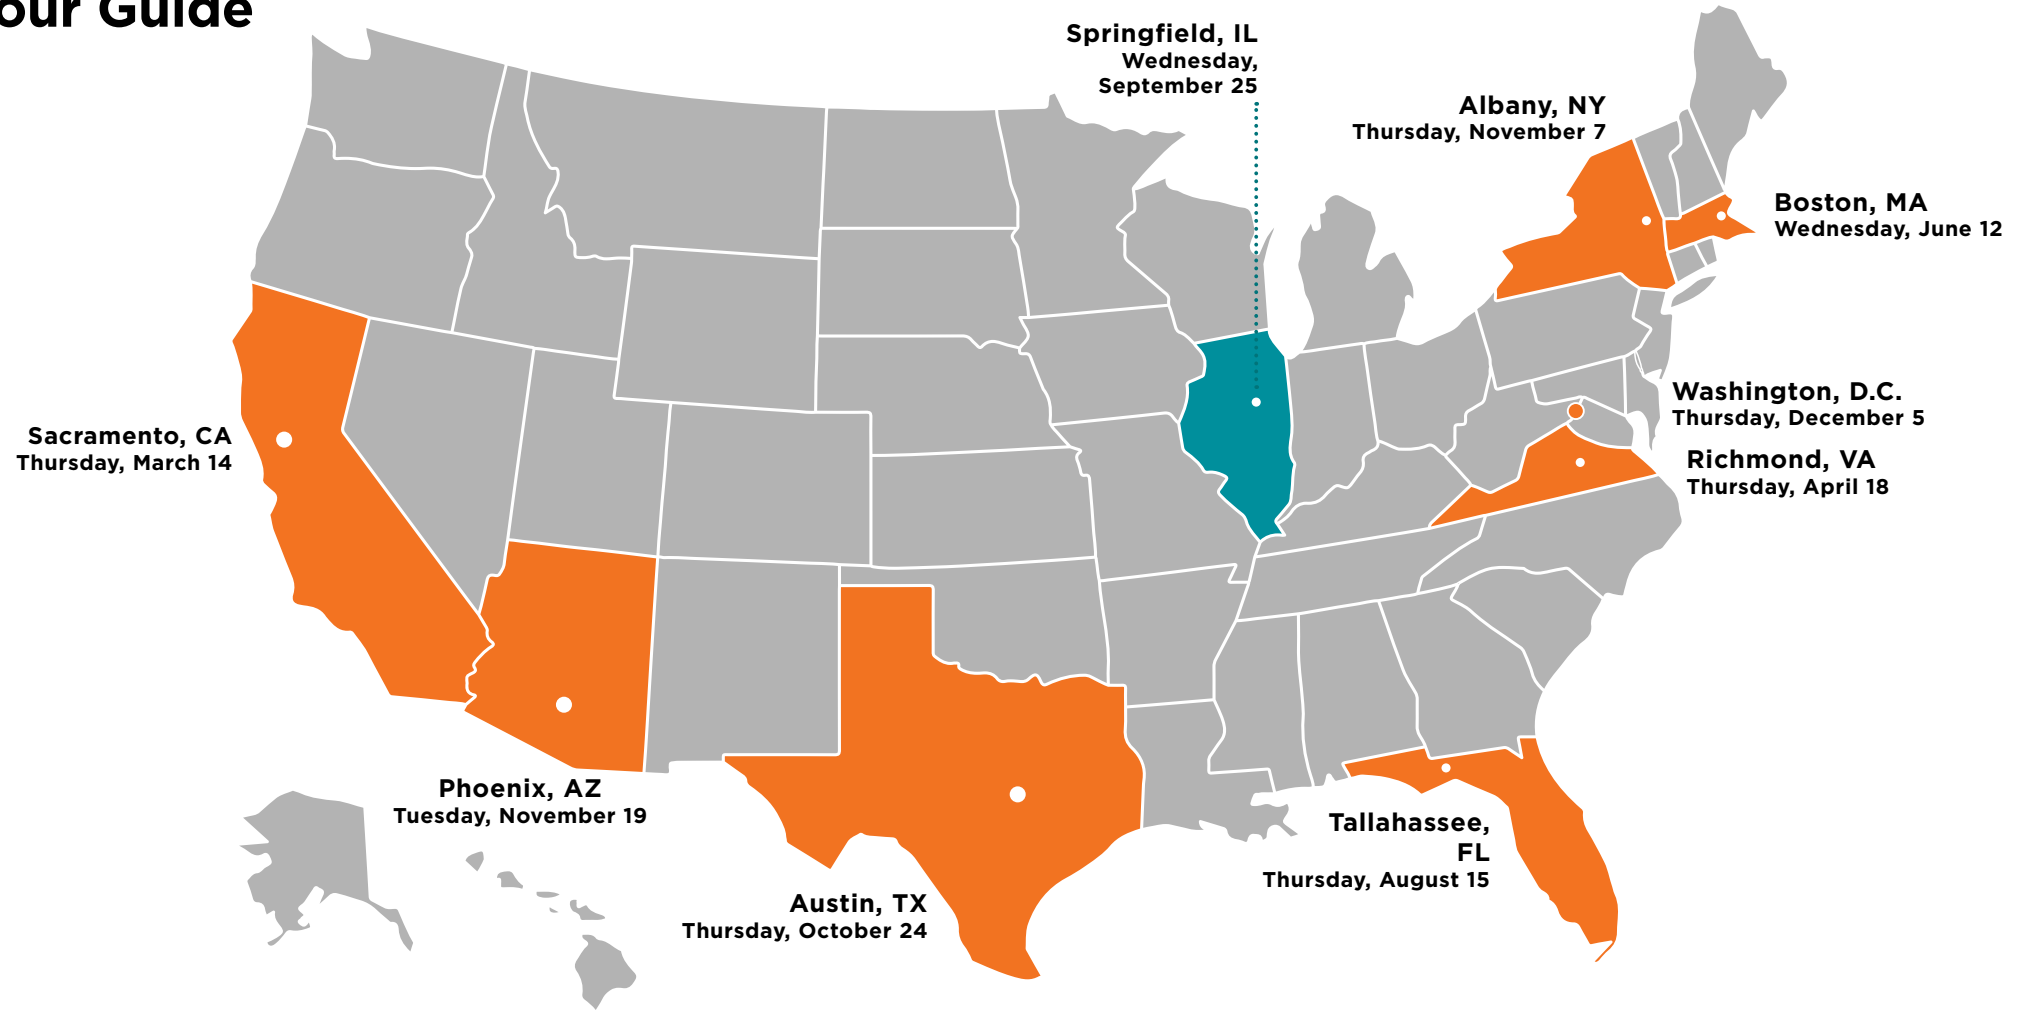 our Guide
Springfield, IL
Wednesday,
September 25
Albany, NY
Thursday, November 7
Boston, MA
Wednesday, June 12
Washington, D.C.
Thursday, December 5
Sacramento, CA
Thursday, March 14
Richmond, VA
Thursday, April 18
Phoenix, AZ
Tuesday, November 19
Tallahassee,
FL
Thursday, August 15
Austin, TX
Thursday, October 24